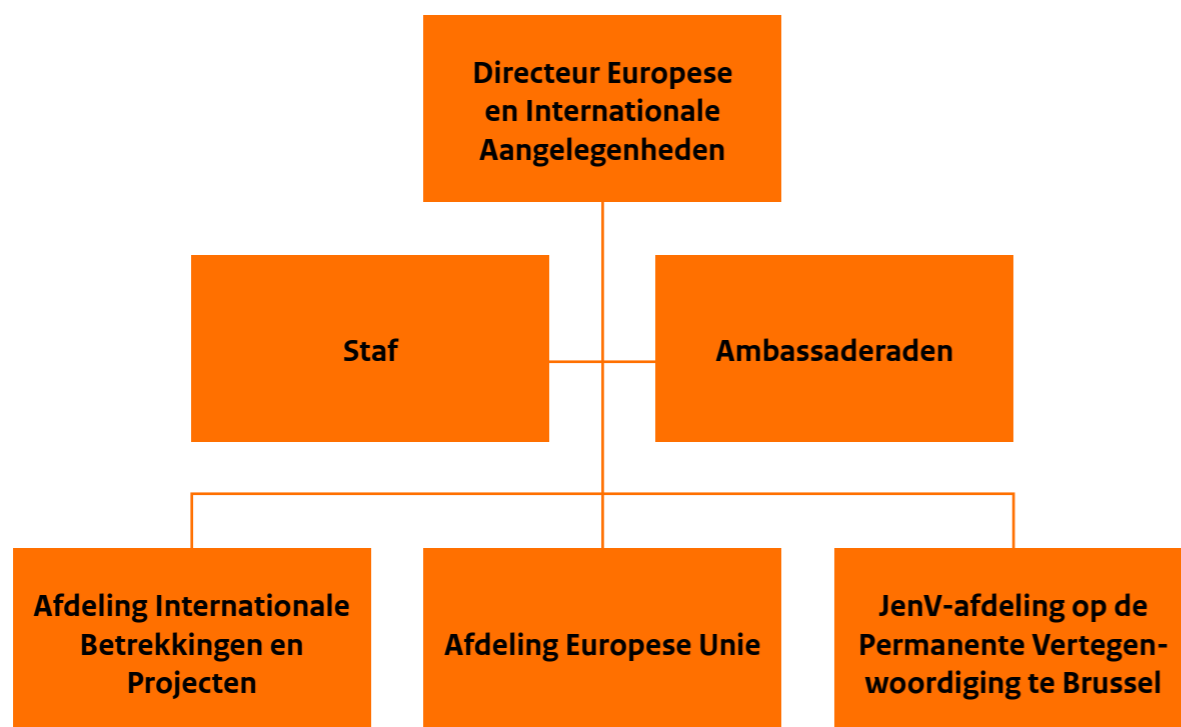 Directeur Europese
en Internationale
Aangelegenheden
Staf
Ambassaderaden
Afdeling Internationale
Betrekkingen en
Projecten
Afdeling Europese Unie
JenV-afdeling op de
Permanente Vertegen-
woordiging te Brussel